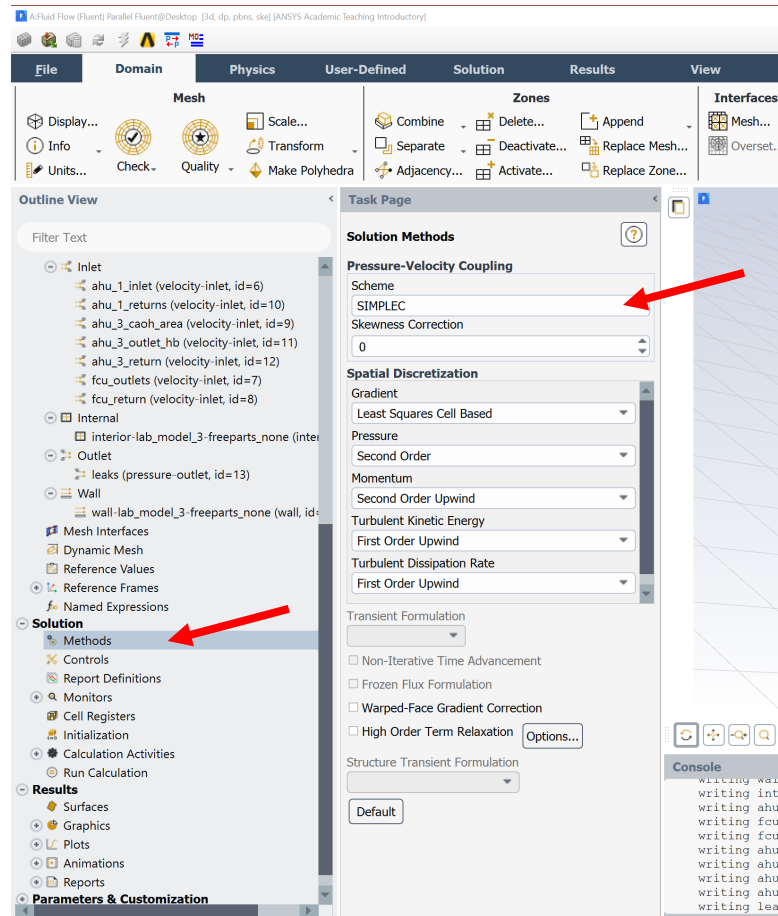 A:Fluid Flow (Fluent) Parallel Fluent@Desktop [3d, dp, pbns, ske] [ANSYS Academic Teaching Introductory]
File Domain Physics User-Defined Solution Results View
Mesh Zones Interfaces
Display... Scale... Combine Delete... Append Mesh...
Info Transform Separate Deactivate... Replace Mesh... Overset...
Units... Check Quality Make Polyhedra Adjacency... Activate... Replace Zone...
Outline View
Filter Text
Inlet
ahu_1_inlet (velocity-inlet, id=6)
ahu_1_returns (velocity-inlet, id=10)
ahu_3_caoh_area (velocity-inlet, id=9)
ahu_3_outlet_hb (velocity-inlet, id=11)
ahu_3_return (velocity-inlet, id=12)
fcu_outlets (velocity-inlet, id=7)
fcu_return (velocity-inlet, id=8)
Internal
interior-lab_model_3-freeparts_none (inter
Outlet
leaks (pressure-outlet, id=13)
Wall
wall-lab_model_3-freeparts_none (wall, id=
Mesh Interfaces
Dynamic Mesh
Reference Values
Reference Frames
Named Expressions
Solution
Methods
Controls
Report Definitions
Monitors
Cell Registers
Initialization
Calculation Activities
Run Calculation
Results
Surfaces
Graphics
Plots
Animations
Reports
Parameters & Customization
Task Page
Solution Methods
?
Pressure-Velocity Coupling
Scheme
SIMPLEC
Skewness Correction
0
Spatial Discretization
Gradient
Least Squares Cell Based
Pressure
Second Order
Momentum
Second Order Upwind
Turbulent Kinetic Energy
First Order Upwind
Turbulent Dissipation Rate
First Order Upwind
Transient Formulation
Non-Iterative Time Advancement
Frozen Flux Formulation
Warped-Face Gradient Correction
High Order Term Relaxation Options...
Structure Transient Formulation
Default
Console
writing wal
writing int
writing ahu
writing fcu
writing fcu
writing ahu
writing ahu
writing ahu
writing ahu
writing lea